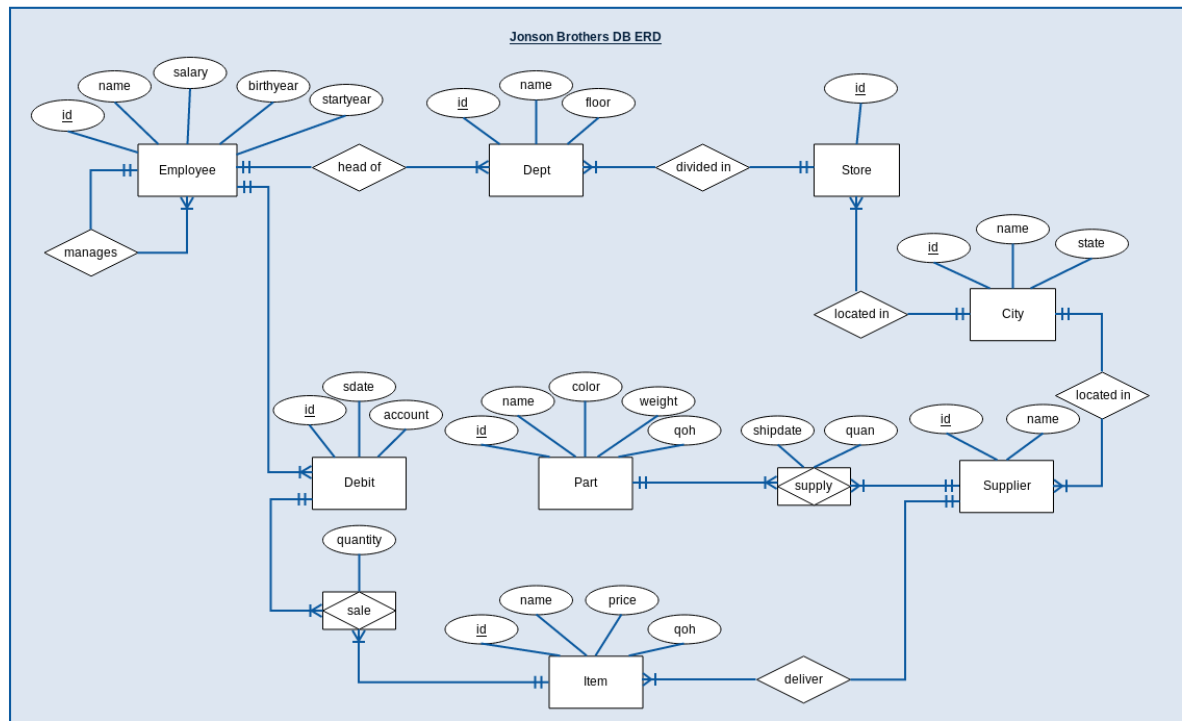 Jonson Brothers DB ERD
id
name
salary
birthyear
startyear
id
name
floor
id
Employee
head of
Dept
divided in
Store
manages
id
name
state
located in
City
id
sdate
account
id
name
color
weight
qoh
shipdate
quan
id
name
located in
Debit
Part
supply
Supplier
quantity
sale
id
name
price
qoh
Item
deliver